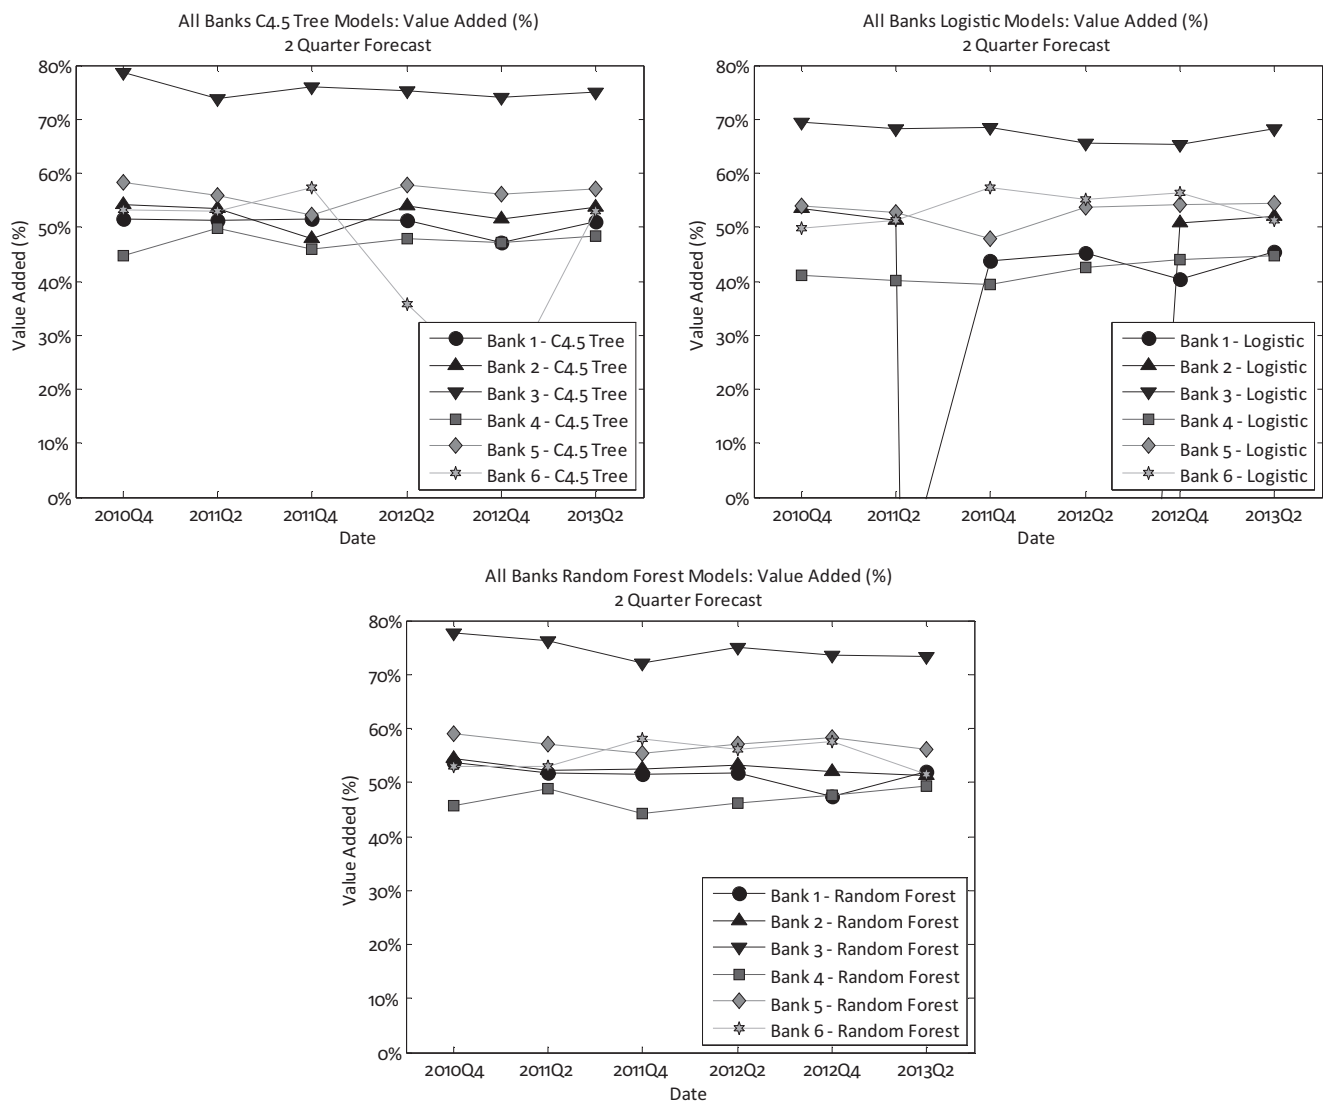 All Banks C4.5 Tree Models: Value Added (%)
2 Quarter Forecast
80%
70%
60%
50%
40%
30%
20%
10%
0%
Value Added (%)
Bank 1 - C4.5 Tree
Bank 2 - C4.5 Tree
Bank 3 - C4.5 Tree
Bank 4 - C4.5 Tree
Bank 5 - C4.5 Tree
Bank 6 - C4.5 Tree
2010Q4 2011Q2 2011Q4 2012Q2 2012Q4 2013Q2
Date
All Banks Logistic Models: Value Added (%)
2 Quarter Forecast
80%
70%
60%
50%
40%
30%
20%
10%
0%
Value Added (%)
Bank 1 - Logistic
Bank 2 - Logistic
Bank 3 - Logistic
Bank 4 - Logistic
Bank 5 - Logistic
Bank 6 - Logistic
2010Q4 2011Q2 2011Q4 2012Q2 2012Q4 2013Q2
Date
All Banks Random Forest Models: Value Added (%)
2 Quarter Forecast
80%
70%
60%
50%
40%
30%
20%
10%
0%
Value Added (%)
Bank 1 - Random Forest
Bank 2 - Random Forest
Bank 3 - Random Forest
Bank 4 - Random Forest
Bank 5 - Random Forest
Bank 6 - Random Forest
2010Q4 2011Q2 2011Q4 2012Q2 2012Q4 2013Q2
Date